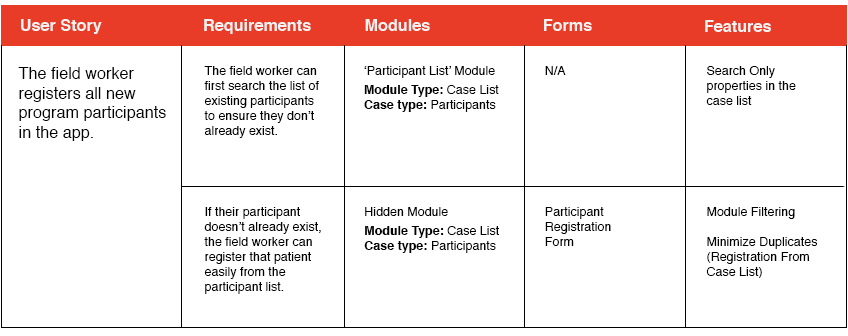 User Story
Requirements
Modules
Forms
Features
The field worker
registers all new
program participants
in the app.
The field worker can
first search the list of
existing participants
to ensure they don’t
already exist.
‘Participant List’ Module
Module Type: Case List
Case type: Participants
N/A
Search Only
properties in the
case list
If their participant
doesn’t already exist,
the field worker can
register that patient
easily from the
participant list.
Hidden Module
Module Type: Case List
Case type: Participants
Participant
Registration
Form
Module Filtering
Minimize Duplicates
(Registration From
Case List)